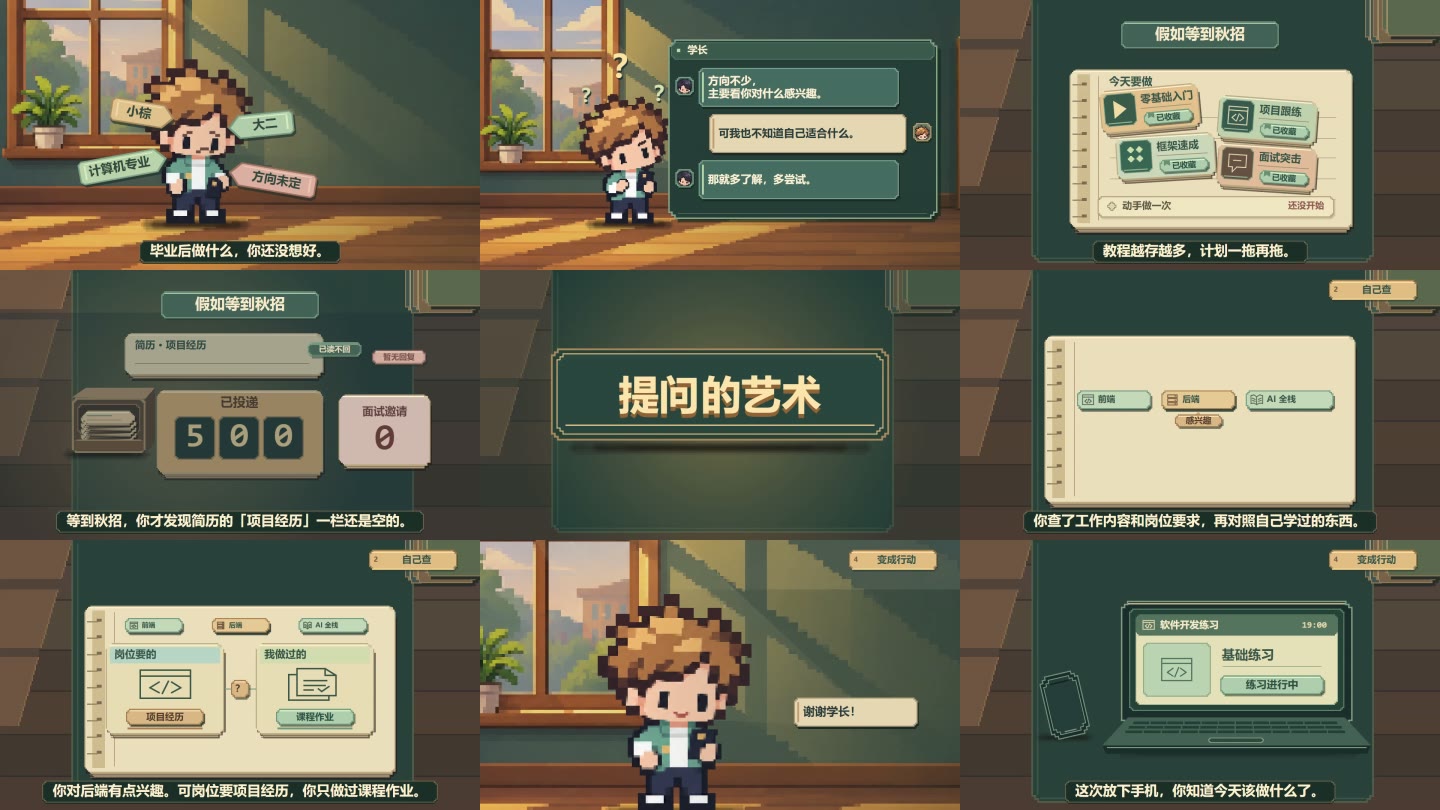 小棕
大二
计算机专业
方向未定
毕业后做什么，你还没想好。
学长
方向不少，
主要看你对什么感兴趣。
可我也不知道自己适合什么。
那就多了解，多尝试。
假如等到秋招
今天要做
零基础入门
已收藏
项目跟练
已收藏
框架速成
已收藏
面试突击
已收藏
动手做一次
还没开始
教程越存越多，计划一拖再拖。
假如等到秋招
简历·项目经历
已读不回
暂无回复
已投递
500
面试邀请
0
等到秋招，你才发现简历的「项目经历」一栏还是空的。
提问的艺术
2 自己查
前端
后端
AI 全栈
感兴趣
你查了工作内容和岗位要求，再对照自己学过的东西。
2 自己查
前端
后端
AI 全栈
岗位要的
我做过的
</>
?
项目经历
课程作业
你对后端有点兴趣。可岗位要项目经历，你只做过课程作业。
4 变成行动
谢谢学长！
4 变成行动
软件开发练习
19:00
</>
基础练习
练习进行中
这次放下手机，你知道今天该做什么了。